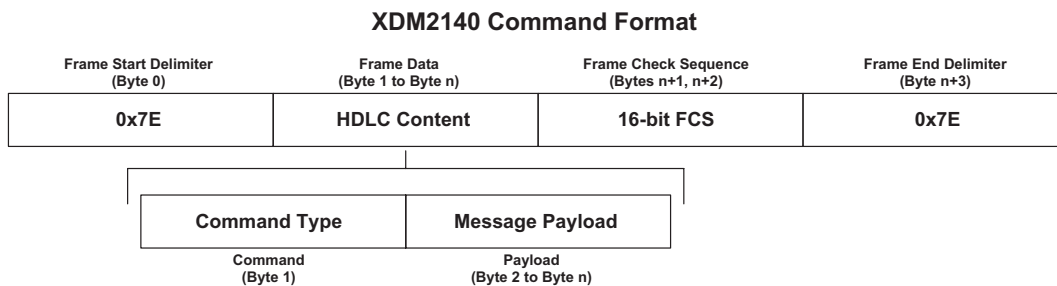 XDM2140 Command Format
Frame Start Delimiter
(Byte 0)
Frame Data
(Byte 1 to Byte n)
Frame Check Sequence
(Bytes n+1, n+2)
Frame End Delimiter
(Byte n+3)
0x7E
HDLC Content
16-bit FCS
0x7E
Command Type
Message Payload
Command
(Byte 1)
Payload
(Byte 2 to Byte n)